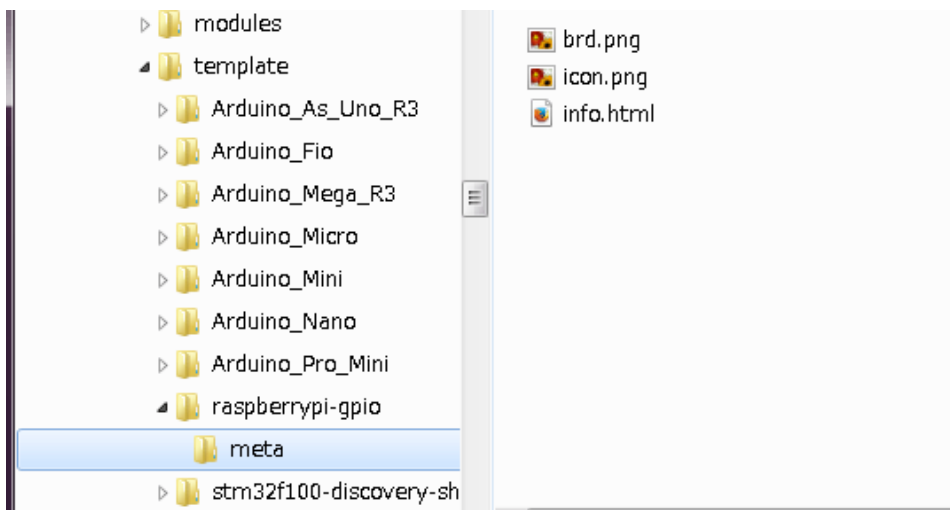 modules
template
Arduino_As_Uno_R3
Arduino_Fio
Arduino_Mega_R3
Arduino_Micro
Arduino_Mini
Arduino_Nano
Arduino_Pro_Mini
raspberrypi-gpio
meta
stm32f100-discovery-sh
brd.png
icon.png
info.html